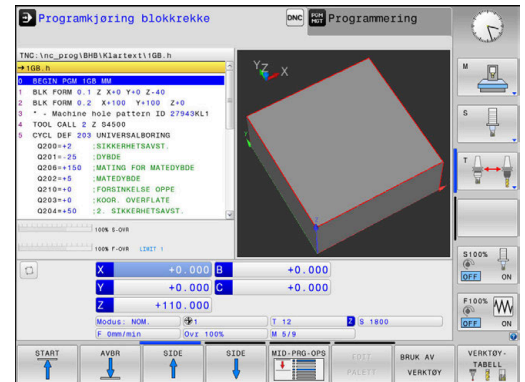 Programkjøring blokkrekke
DNC
PGM MGT
Programmering
TNC:\nc_prog\BHB\Klartext\1GB.h
→1GB.h
0 BEGIN PGM 1GB MM
1 BLK FORM 0.1 Z X+0 Y+0 Z-40
2 BLK FORM 0.2 X+100 Y+100 Z+0
3 * - Machine hole pattern ID 27943KL1
4 TOOL CALL 2 Z S4500
5 CYCL DEF 203 UNIVERSALBORING
Q200=+2 ;SIKKERHETSAVST.
Q201=-25 ;DYBDE
Q206=+150 ;MATING FOR MATEDYBDE
Q202=+5 ;MATEDYBDE
Q210=+0 ;FORSINKELSE OPPE
Q203=+0 ;KOOR. OVERFLATE
Q204=+50 ;2. SIKKERHETSAVST.
100% S-OVR
100% F-OVR LIMIT 1
Y Z X
M
S
T
S100%
OFF ON
F100%
OFF ON
X +0.000 B +0.000
Y +0.000 C +0.000
Z +110.000
Modus: NOM. 1 T 12 Z S 1800
F 0mm/min Ovr 100% M 5/9
START
AVBR
SIDE
SIDE
MID-PRG-OPS
EDIT PALETT
BRUK AV VERKTØY
VERKTØY-TABELL